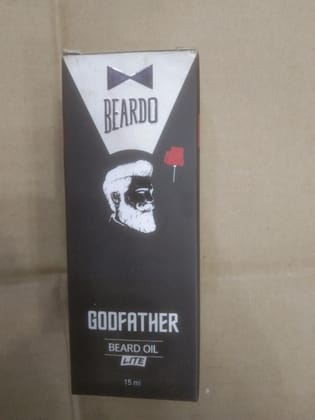 BEARDO
GODFATHER
BEARD OIL
LITE
15 ml